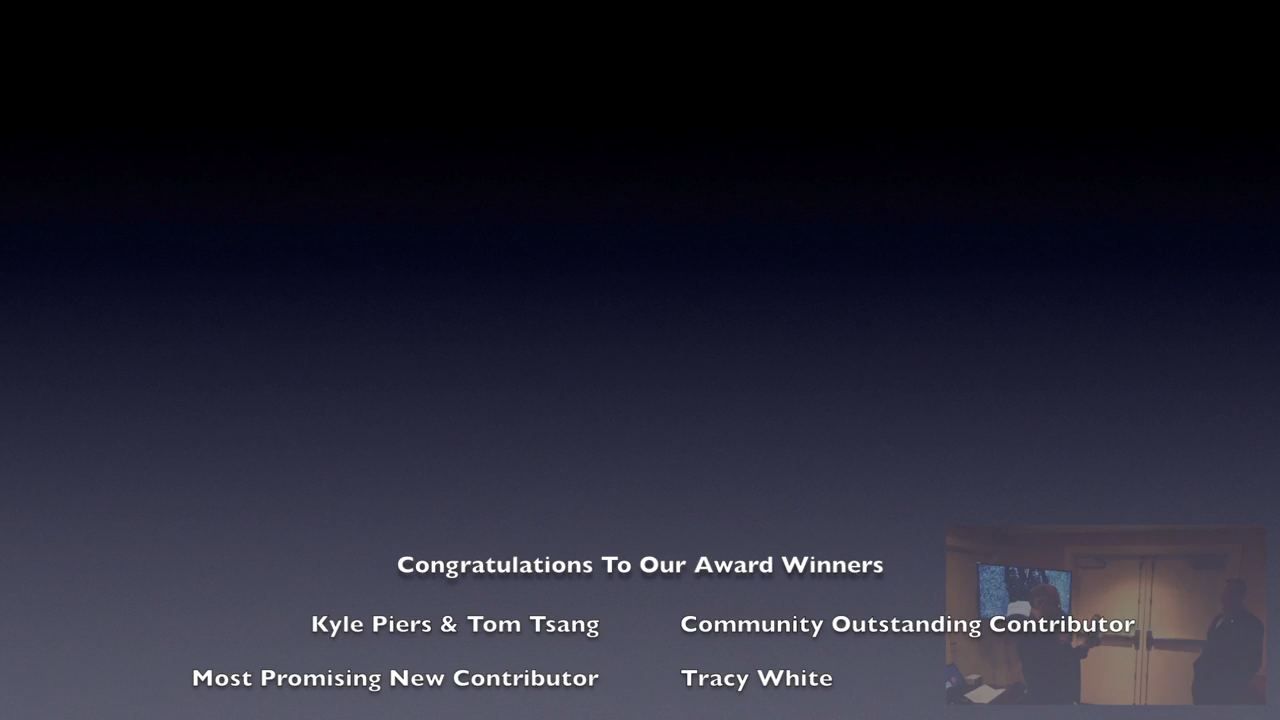 Congratulations To Our Award Winners
Kyle Piers & Tom Tsang Community Outstanding Contributor
Most Promising New Contributor Tracy White